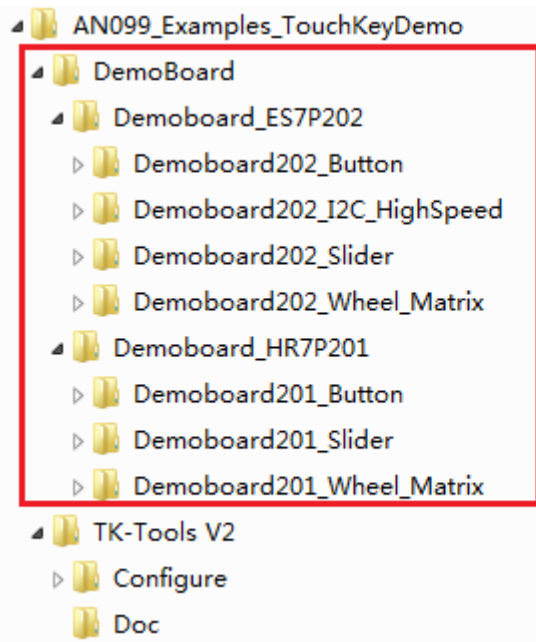 AN099_Examples_TouchKeyDemo
DemoBoard
Demoboard_ES7P202
Demoboard202_Button
Demoboard202_I2C_HighSpeed
Demoboard202_Slider
Demoboard202_Wheel_Matrix
Demoboard_HR7P201
Demoboard201_Button
Demoboard201_Slider
Demoboard201_Wheel_Matrix
TK-Tools V2
Configure
Doc